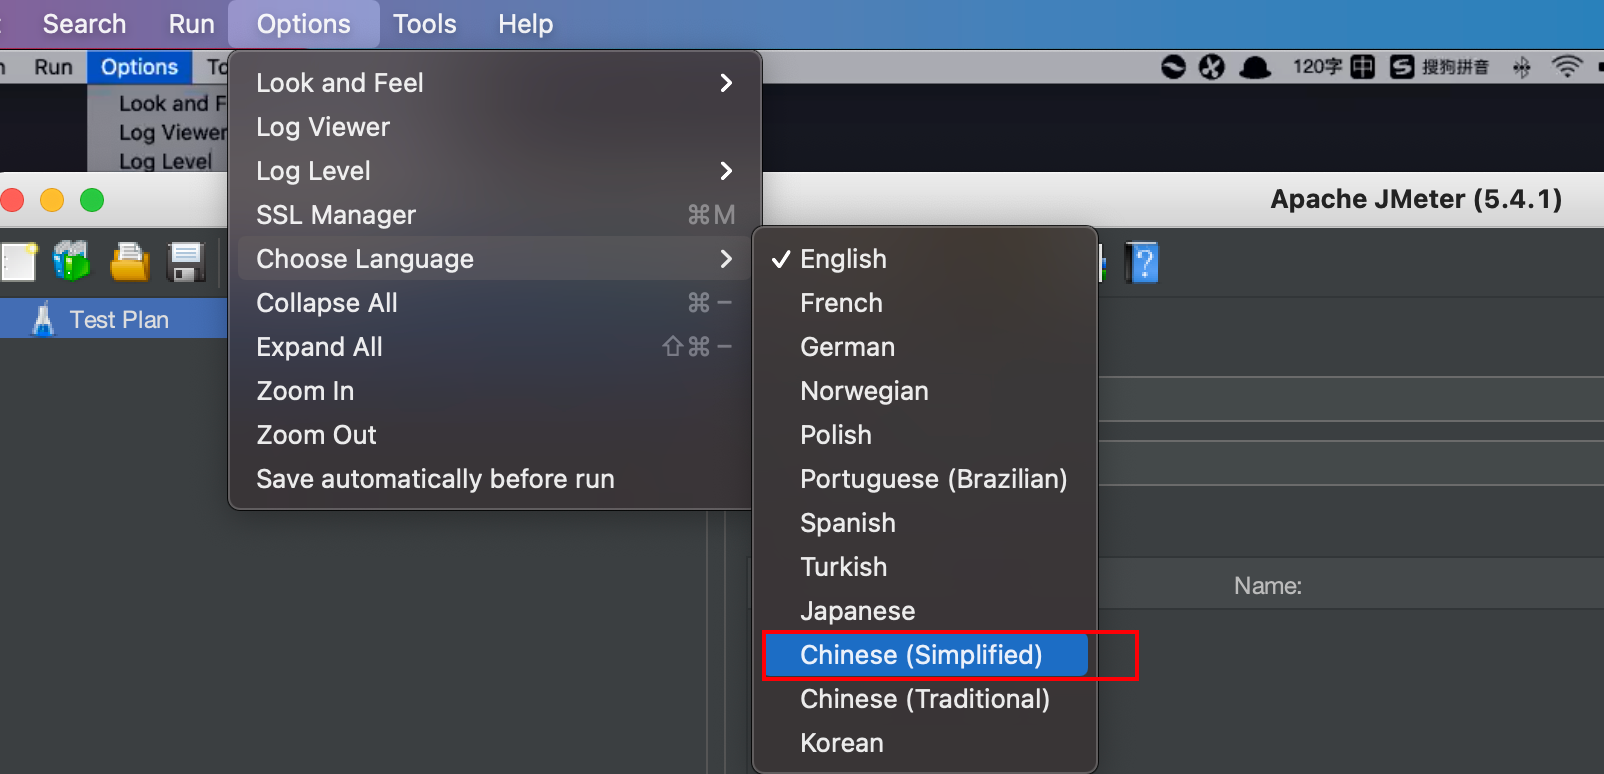 Search Run Options Tools Help
Run Options
120字 中 S 搜狗拼音
Look and F
Log Viewer
Log Level
Look and Feel
Log Viewer
Log Level
SSL Manager ⌘M
Choose Language
Collapse All ⌘−
Expand All ⇧⌘−
Zoom In
Zoom Out
Save automatically before run
Apache JMeter (5.4.1)
Test Plan
✓ English
French
German
Norwegian
Polish
Portuguese (Brazilian)
Spanish
Turkish
Japanese
Chinese (Simplified)
Chinese (Traditional)
Korean
Name: